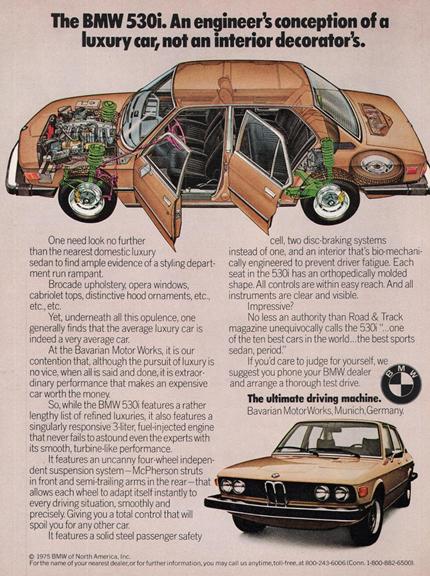 The BMW 530i. An engineer's conception of a
luxury car, not an interior decorator's.
One need look no further
than the nearest domestic luxury
sedan to find ample evidence of a styling depart-
ment run rampant.
Brocade upholstery, opera windows,
cabriolet tops, distinctive hood ornaments, etc.,
etc., etc.
Yet, underneath all this opulence, one
generally finds that the average luxury car is
indeed a very average car.
At the Bavarian Motor Works, it is our
contention that, although the pursuit of luxury is
no vice, when all is said and done, it is extraor-
dinary performance that makes an expensive
car worth the money.
So, while the BMW 530i features a rather
lengthy list of refined luxuries, it also features a
singularly responsive 3-liter, fuel-injected engine
that never fails to astound even the experts with
its smooth, turbine-like performance.
It features an uncanny four-wheel indepen-
dent suspension system—McPherson struts
in front and semi-trailing arms in the rear—that
allows each wheel to adapt itself instantly to
every driving situation, smoothly and
precisely. Giving you a total control that will
spoil you for any other car.
It features a solid steel passenger safety
cell, two disc-braking systems
instead of one, and an interior that's bio-mechani-
cally engineered to prevent driver fatigue. Each
seat in the 530i has an orthopedically molded
shape. All controls are within easy reach. And all
instruments are clear and visible.
Impressive?
No less an authority than Road & Track
magazine unequivocally calls the 530i "...one
of the ten best cars in the world...the best sports
sedan, period."
If you'd care to judge for yourself, we
suggest you phone your BMW dealer
and arrange a thorough test drive.
BMW
The ultimate driving machine.
Bavarian Motor Works, Munich, Germany.
© 1975 BMW of North America, Inc.
For the name of your nearest dealer, or for further information, you may call us anytime, toll-free, at 800-243-6006 (Conn. 1-800-882-6500).